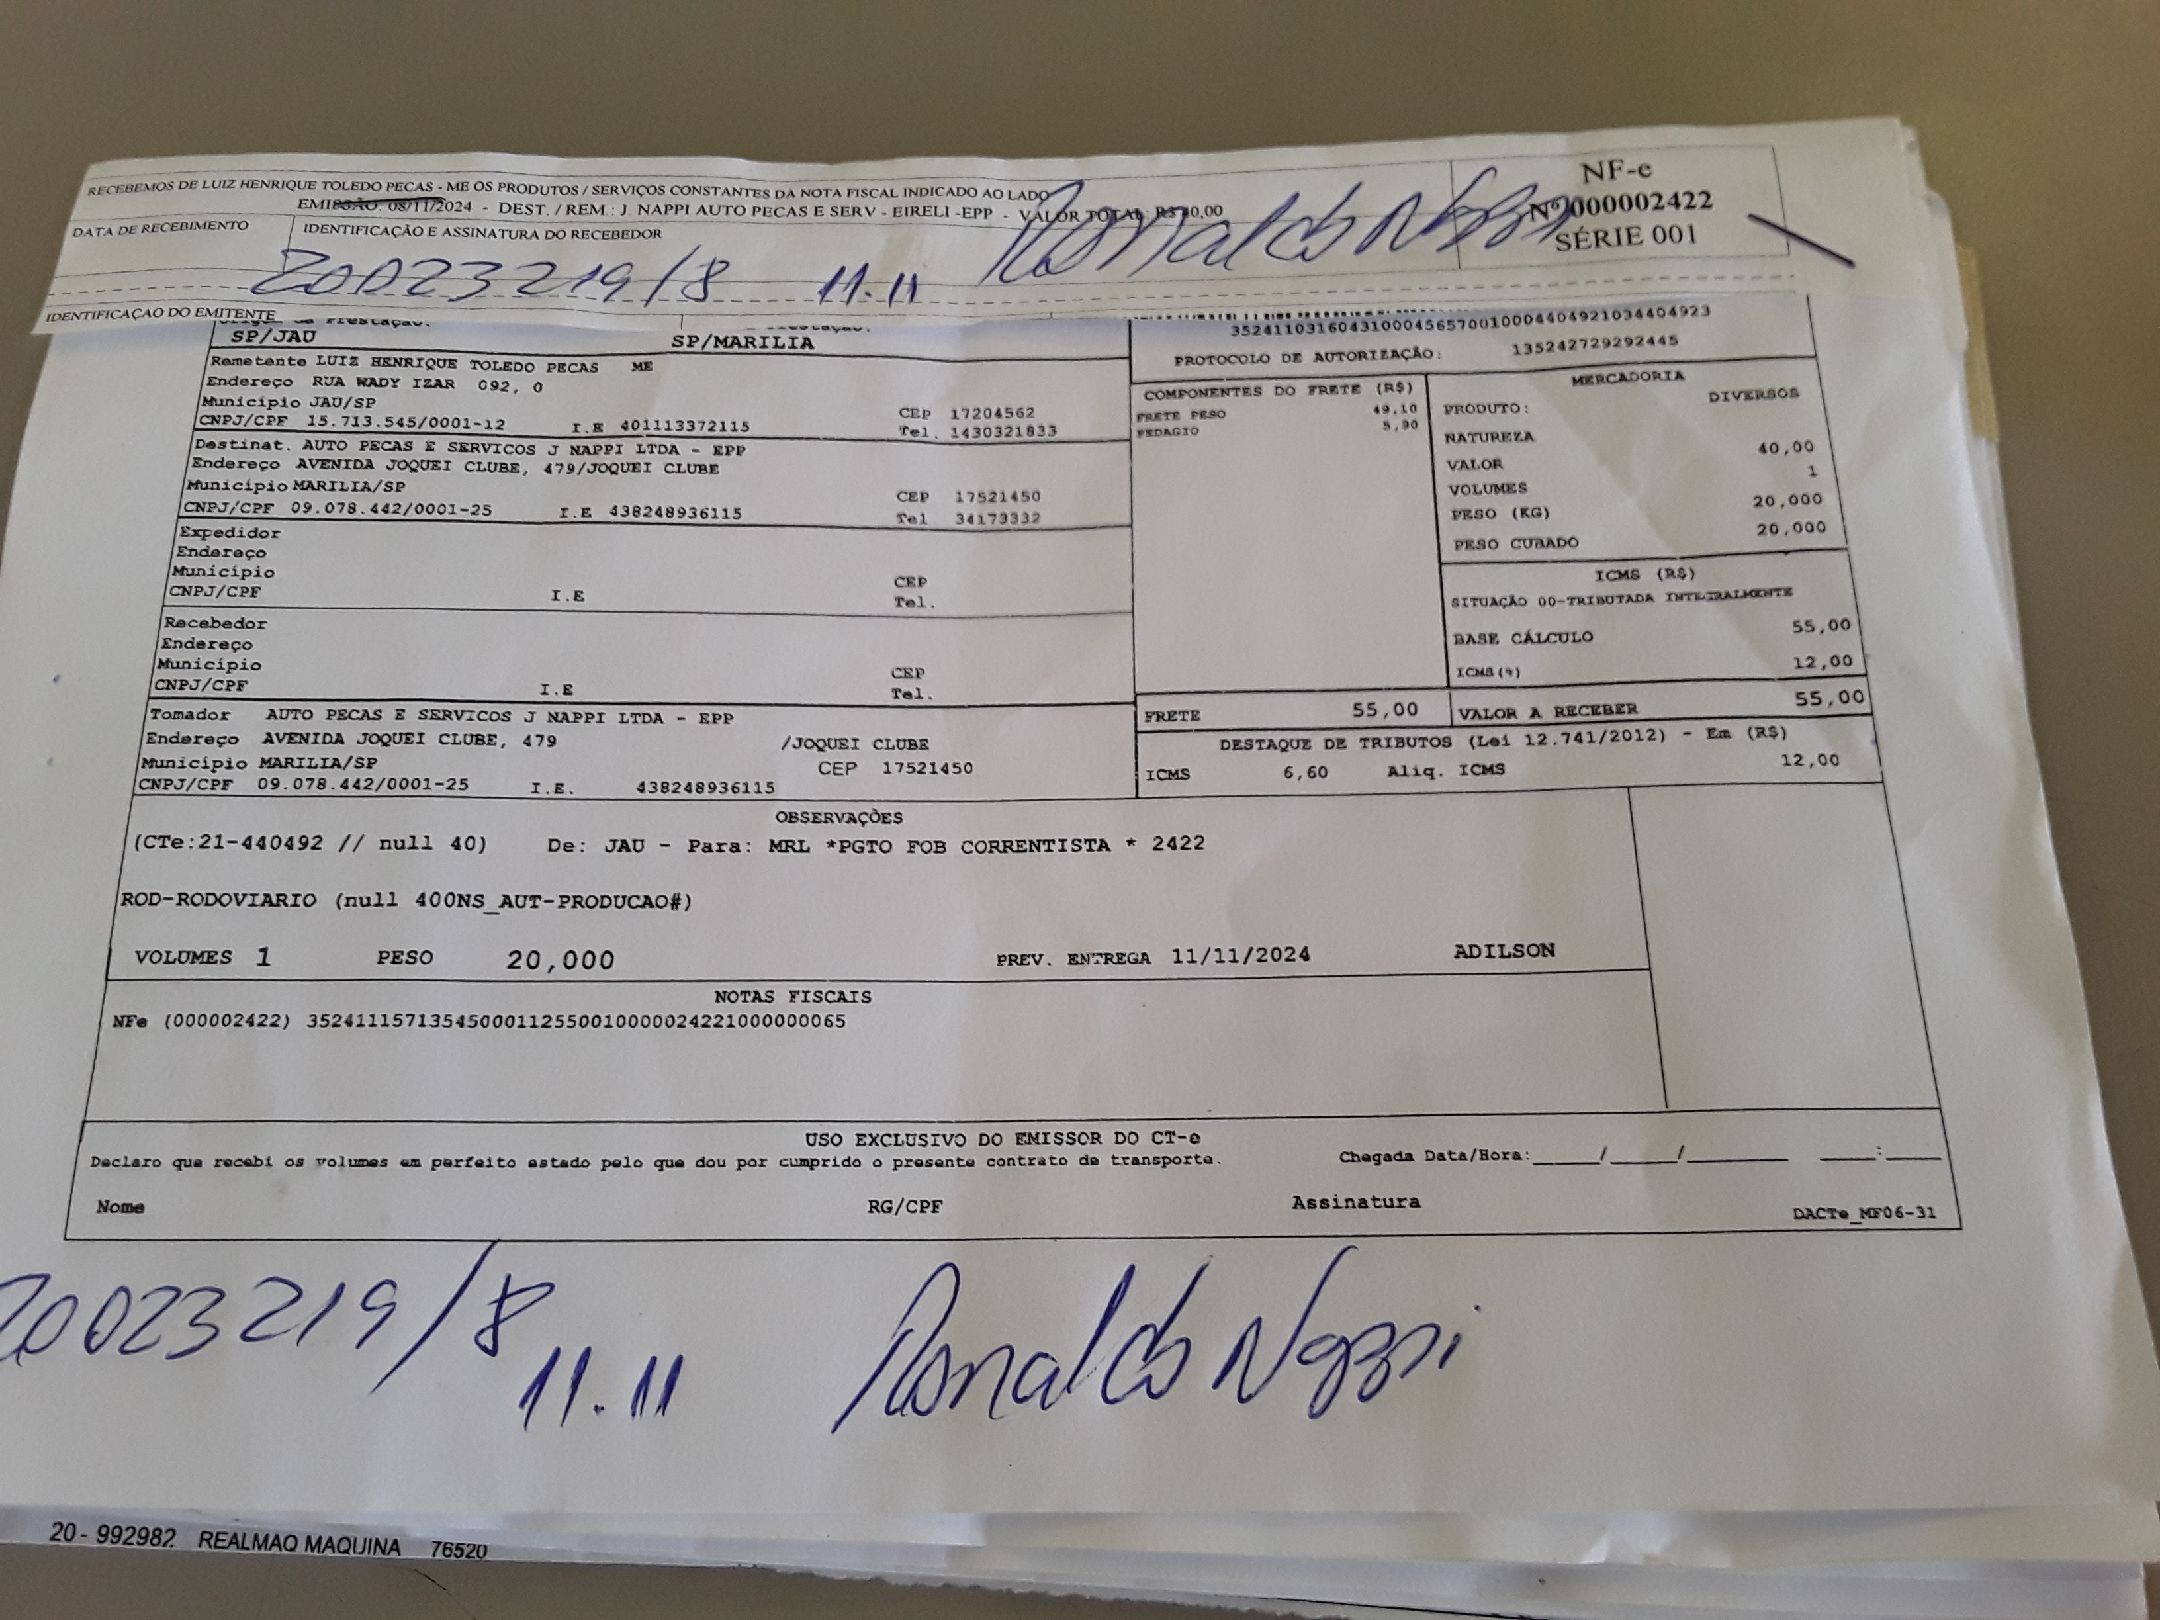 RECEBEMOS DE LUIZ HENRIQUE TOLEDO PECAS - ME OS PRODUTOS / SERVIÇOS CONSTANTES DA NOTA FISCAL INDICADO AO LADO
EMISSÃO: 08/11/2024 - DEST. / REM.: J. NAPPI AUTO PECAS E SERV - EIRELI -EPP - VALOR TOTAL: R$ 40,00
NF-e
Nº 000002422
SÉRIE 001
DATA DE RECEBIMENTO
IDENTIFICAÇÃO E ASSINATURA DO RECEBEDOR
20023219/8 11.11 Ronaldo
IDENTIFICAÇÃO DO EMITENTE
SP/JAU SP/MARILIA
35241103160431000456570010004404921034404923
PROTOCOLO DE AUTORIZAÇÃO: 135242729292445
Remetente LUIZ HENRIQUE TOLEDO PECAS ME
Endereço RUA WADY IZAR 092, 0
Município JAU/SP CEP 17204562
CNPJ/CPF 15.713.545/0001-12 I.E 401113372115 Tel. 1430321833
Destinat. AUTO PECAS E SERVICOS J NAPPI LTDA - EPP
Endereço AVENIDA JOQUEI CLUBE, 479/JOQUEI CLUBE
Município MARILIA/SP CEP 17521450
CNPJ/CPF 09.078.442/0001-25 I.E 438248936115 Tel 34173332
Expedidor
Endereço
Município CEP
CNPJ/CPF I.E Tel.
Recebedor
Endereço
Município CEP
CNPJ/CPF I.E Tel.
Tomador AUTO PECAS E SERVICOS J NAPPI LTDA - EPP
Endereço AVENIDA JOQUEI CLUBE, 479 /JOQUEI CLUBE
Município MARILIA/SP CEP 17521450
CNPJ/CPF 09.078.442/0001-25 I.E. 438248936115
COMPONENTES DO FRETE (R$)
FRETE PESO 49,10
PEDAGIO 5,90
MERCADORIA
PRODUTO: DIVERSOS
NATUREZA
VALOR 40,00
VOLUMES 1
PESO (KG) 20,000
PESO CUBADO 20,000
ICMS (R$)
SITUAÇÃO 00-TRIBUTADA INTEGRALMENTE
BASE CÁLCULO 55,00
ICMS(%) 12,00
FRETE 55,00 VALOR A RECEBER 55,00
DESTAQUE DE TRIBUTOS (Lei 12.741/2012) - Em (R$)
ICMS 6,60 Aliq. ICMS 12,00
OBSERVAÇÕES
(CTe:21-440492 // null 40) De: JAU - Para: MRL *PGTO FOB CORRENTISTA * 2422
ROD-RODOVIARIO (null 400NS_AUT-PRODUCAO#)
VOLUMES 1 PESO 20,000 PREV. ENTREGA 11/11/2024 ADILSON
NOTAS FISCAIS
NFe (000002422) 35241115713545000112550010000024221000000065
USO EXCLUSIVO DO EMISSOR DO CT-e
Declaro que recebi os volumes em perfeito estado pelo que dou por cumprido o presente contrato de transporte. Chegada Data/Hora:____/____/________ ____:____
Nome RG/CPF Assinatura
DACTe_MF06-31
20023219/8
11.11 Ronaldo
20 - 992982 REALMAQ MAQUINA 76520